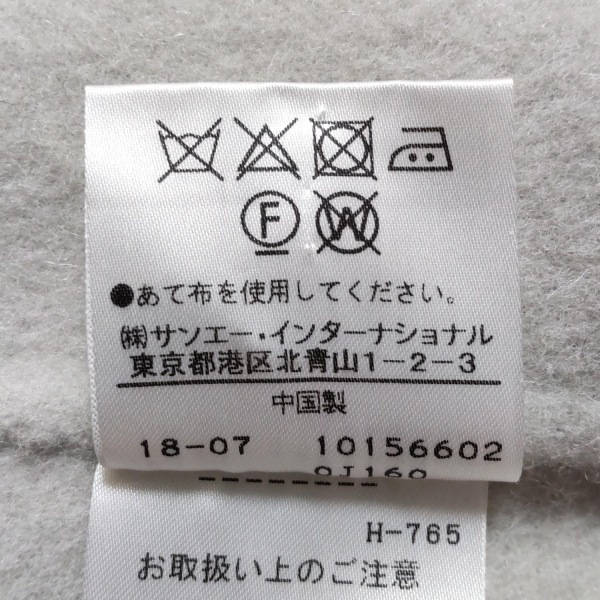 F W
●あて布を使用してください。
㈱サンエー・インターナショナル
東京都港区北青山1-2-3
中国製
18-07 10156602
0J160
H-765
お取扱い上のご注意